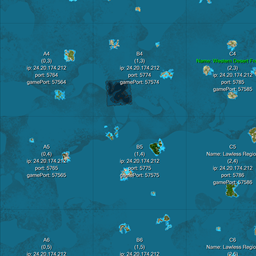 A4
(0,3)
ip: 24.20.174.212
port: 5764
gamePort: 57564
B4
(1,3)
ip: 24.20.174.212
port: 5774
gamePort: 57574
C4
(2,3)
ip: 24.20.174.212
port: 5785
gamePort: 57585
A5
(0,4)
ip: 24.20.174.212
port: 5765
gamePort: 57565
B5
(1,4)
ip: 24.20.174.212
port: 5775
gamePort: 57575
C5
Name: Lawless Regio
(2,4)
ip: 24.20.174.212
port: 5786
gamePort: 57586
A6
(0,5)
ip: 24.20.174.212
B6
(1,5)
ip: 24.20.174.212
C6
Name: Lawless Regio